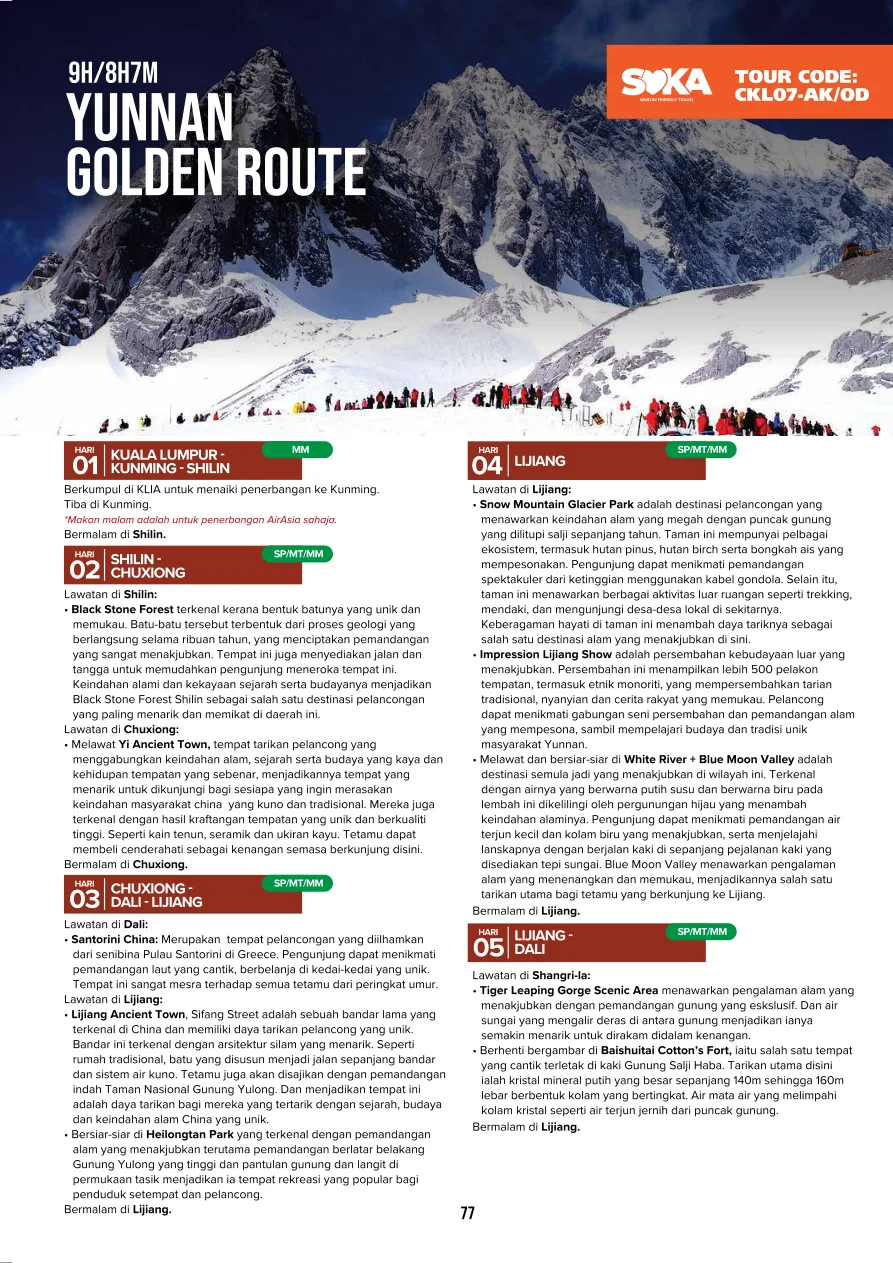 9H/8H7M
YUNNAN
GOLDEN ROUTE
SOKA
MUSLIM FRIENDLY TRAVEL
TOUR CODE:
CKL07-AK/OD
HARI
01
KUALA LUMPUR -
KUNMING - SHILIN
MM
Berkumpul di KLIA untuk menaiki penerbangan ke Kunming.
Tiba di Kunming.
*Makan malam adalah untuk penerbangan AirAsia sahaja.
Bermalam di Shilin.
HARI
02
SHILIN -
CHUXIONG
SP/MT/MM
Lawatan di Shilin:
• Black Stone Forest terkenal kerana bentuk batunya yang unik dan
memukau. Batu-batu tersebut terbentuk dari proses geologi yang
berlangsung selama ribuan tahun, yang menciptakan pemandangan
yang sangat menakjubkan. Tempat ini juga menyediakan jalan dan
tangga untuk memudahkan pengunjung meneroka tempat ini.
Keindahan alami dan kekayaan sejarah serta budayanya menjadikan
Black Stone Forest Shilin sebagai salah satu destinasi pelancongan
yang paling menarik dan memikat di daerah ini.
Lawatan di Chuxiong:
• Melawat Yi Ancient Town, tempat tarikan pelancong yang
menggabungkan keindahan alam, sejarah serta budaya yang kaya dan
kehidupan tempatan yang sebenar, menjadikannya tempat yang
menarik untuk dikunjungi bagi sesiapa yang ingin merasakan
keindahan masyarakat china  yang kuno dan tradisional. Mereka juga
terkenal dengan hasil kraftangan tempatan yang unik dan berkualiti
tinggi. Seperti kain tenun, seramik dan ukiran kayu. Tetamu dapat
membeli cenderahati sebagai kenangan semasa berkunjung disini.
Bermalam di Chuxiong.
HARI
03
CHUXIONG -
DALI - LIJIANG
SP/MT/MM
Lawatan di Dali:
• Santorini China: Merupakan  tempat pelancongan yang diilhamkan
dari senibina Pulau Santorini di Greece. Pengunjung dapat menikmati
pemandangan laut yang cantik, berbelanja di kedai-kedai yang unik.
Tempat ini sangat mesra terhadap semua tetamu dari peringkat umur.
Lawatan di Lijiang:
• Lijiang Ancient Town, Sifang Street adalah sebuah bandar lama yang
terkenal di China dan memiliki daya tarikan pelancong yang unik.
Bandar ini terkenal dengan arsitektur silam yang menarik. Seperti
rumah tradisional, batu yang disusun menjadi jalan sepanjang bandar
dan sistem air kuno. Tetamu juga akan disajikan dengan pemandangan
indah Taman Nasional Gunung Yulong. Dan menjadikan tempat ini
adalah daya tarikan bagi mereka yang tertarik dengan sejarah, budaya
dan keindahan alam China yang unik.
• Bersiar-siar di Heilongtan Park yang terkenal dengan pemandangan
alam yang menakjubkan terutama pemandangan berlatar belakang
Gunung Yulong yang tinggi dan pantulan gunung dan langit di
permukaan tasik menjadikan ia tempat rekreasi yang popular bagi
penduduk setempat dan pelancong.
Bermalam di Lijiang.
HARI
04
LIJIANG
SP/MT/MM
Lawatan di Lijiang:
• Snow Mountain Glacier Park adalah destinasi pelancongan yang
menawarkan keindahan alam yang megah dengan puncak gunung
yang dilitupi salji sepanjang tahun. Taman ini mempunyai pelbagai
ekosistem, termasuk hutan pinus, hutan birch serta bongkah ais yang
mempesonakan. Pengunjung dapat menikmati pemandangan
spektakuler dari ketinggian menggunakan kabel gondola. Selain itu,
taman ini menawarkan berbagai aktivitas luar ruangan seperti trekking,
mendaki, dan mengunjungi desa-desa lokal di sekitarnya.
Keberagaman hayati di taman ini menambah daya tariknya sebagai
salah satu destinasi alam yang menakjubkan di sini.
• Impression Lijiang Show adalah persembahan kebudayaan luar yang
menakjubkan. Persembahan ini menampilkan lebih 500 pelakon
tempatan, termasuk etnik monoriti, yang mempersembahkan tarian
tradisional, nyanyian dan cerita rakyat yang memukau. Pelancong
dapat menikmati gabungan seni persembahan dan pemandangan alam
yang mempesona, sambil mempelajari budaya dan tradisi unik
masyarakat Yunnan.
• Melawat dan bersiar-siar di White River + Blue Moon Valley adalah
destinasi semula jadi yang menakjubkan di wilayah ini. Terkenal
dengan airnya yang berwarna putih susu dan berwarna biru pada
lembah ini dikelilingi oleh pergunungan hijau yang menambah
keindahan alaminya. Pengunjung dapat menikmati pemandangan air
terjun kecil dan kolam biru yang menakjubkan, serta menjelajahi
lanskapnya dengan berjalan kaki di sepanjang pejalanan kaki yang
disediakan tepi sungai. Blue Moon Valley menawarkan pengalaman
alam yang menenangkan dan memukau, menjadikannya salah satu
tarikan utama bagi tetamu yang berkunjung ke Lijiang.
Bermalam di Lijiang.
HARI
05
LIJIANG -
DALI
SP/MT/MM
Lawatan di Shangri-la:
• Tiger Leaping Gorge Scenic Area menawarkan pengalaman alam yang
menakjubkan dengan pemandangan gunung yang eskslusif. Dan air
sungai yang mengalir deras di antara gunung menjadikan ianya
semakin menarik untuk dirakam didalam kenangan.
• Berhenti bergambar di Baishuitai Cotton's Fort, iaitu salah satu tempat
yang cantik terletak di kaki Gunung Salji Haba. Tarikan utama disini
ialah kristal mineral putih yang besar sepanjang 140m sehingga 160m
lebar berbentuk kolam yang bertingkat. Air mata air yang melimpahi
kolam kristal seperti air terjun jernih dari puncak gunung.
Bermalam di Lijiang.
77